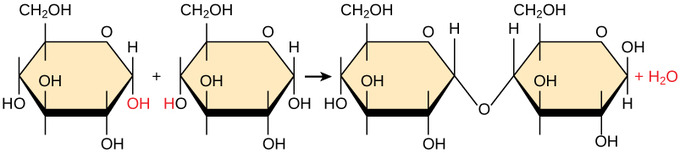 CH₂OH CH₂OH CH₂OH CH₂OH
O O O O
H H H H OH
OH + OH OH OH + H₂O
HO OH HO OH HO O H
OH OH OH OH